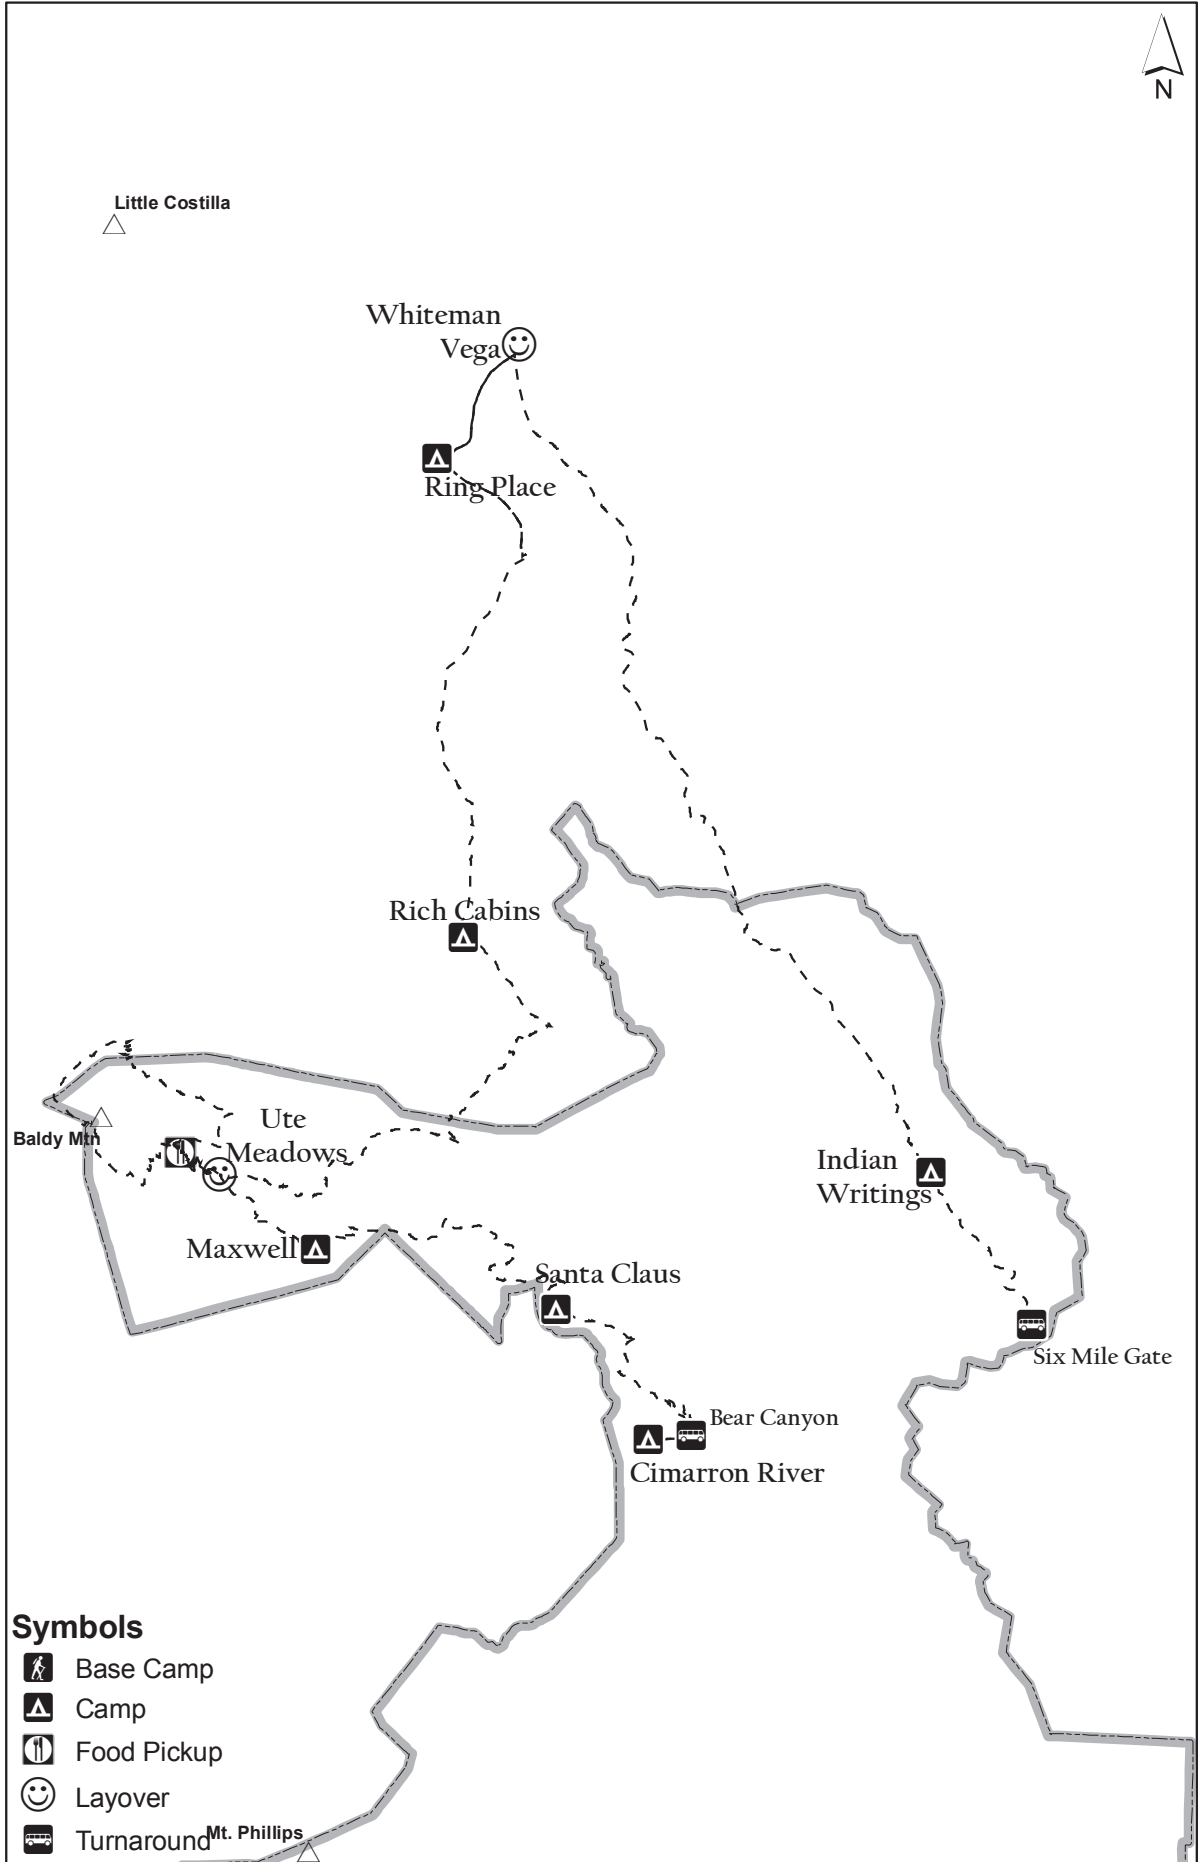 N
Little Costilla
Whiteman
Vega
Ring Place
Rich Cabins
Ute
Meadows
Baldy Mtn
Indian
Writings
Maxwell
Santa Claus
Six Mile Gate
Bear Canyon
Cimarron River
Symbols
Base Camp
Camp
Food Pickup
Layover
Turnaround
Mt. Phillips